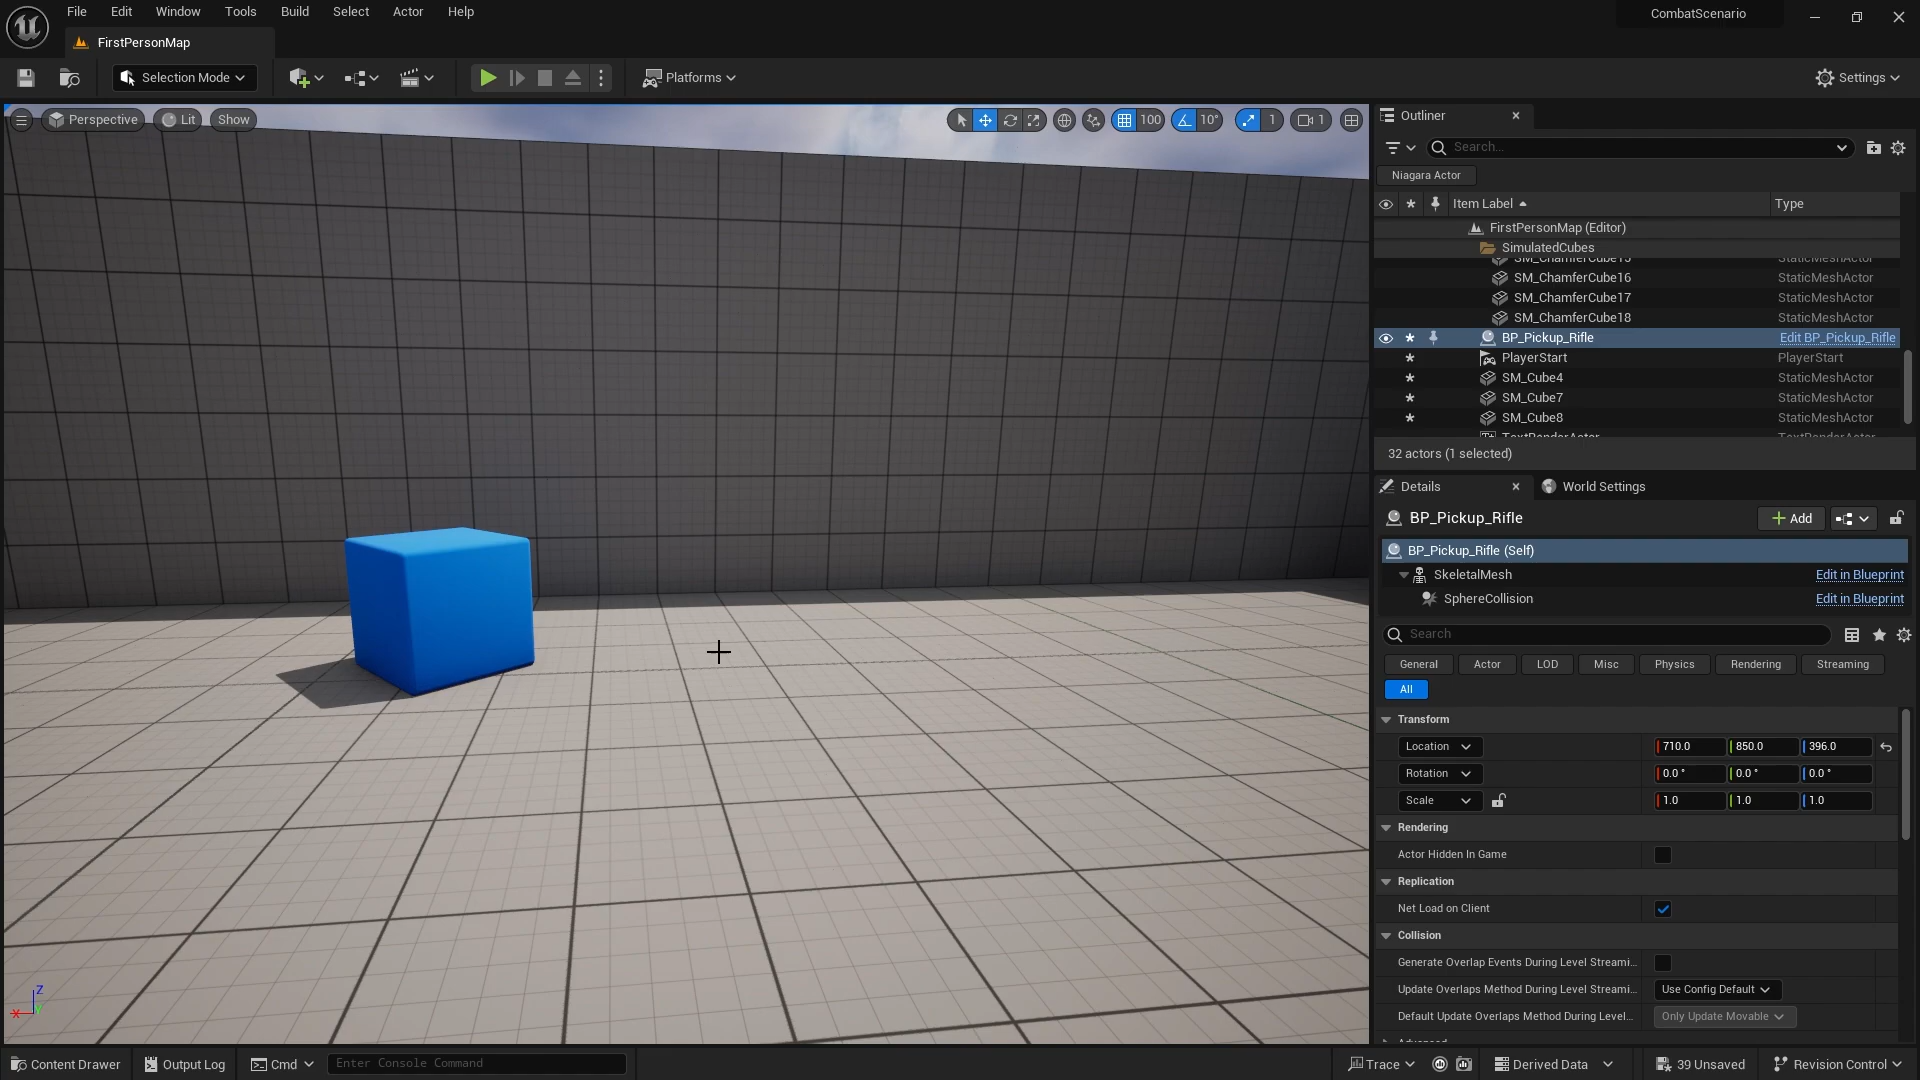 File Edit Window Tools Build Select Actor Help
CombatScenario
FirstPersonMap
Selection Mode
Platforms
Settings
Perspective Lit Show
100 10° 1 1
Outliner
Search...
Niagara Actor
Item Label Type
FirstPersonMap (Editor)
SimulatedCubes
SM_ChamferCube15 StaticMeshActor
SM_ChamferCube16 StaticMeshActor
SM_ChamferCube17 StaticMeshActor
SM_ChamferCube18 StaticMeshActor
BP_Pickup_Rifle Edit BP_Pickup_Rifle
PlayerStart PlayerStart
SM_Cube4 StaticMeshActor
SM_Cube7 StaticMeshActor
SM_Cube8 StaticMeshActor
TextRenderActor TextRenderActor
32 actors (1 selected)
Details World Settings
BP_Pickup_Rifle Add
BP_Pickup_Rifle (Self)
SkeletalMesh Edit in Blueprint
SphereCollision Edit in Blueprint
Search
General Actor LOD Misc Physics Rendering Streaming
All
Transform
Location 710.0 850.0 396.0
Rotation 0.0 ° 0.0 ° 0.0 °
Scale 1.0 1.0 1.0
Rendering
Actor Hidden In Game
Replication
Net Load on Client
Collision
Generate Overlap Events During Level Streami...
Update Overlaps Method During Level Streami... Use Config Default
Default Update Overlaps Method During Level... Only Update Movable
Z
X Y
Content Drawer Output Log Cmd Enter Console Command
Trace Derived Data 39 Unsaved Revision Control